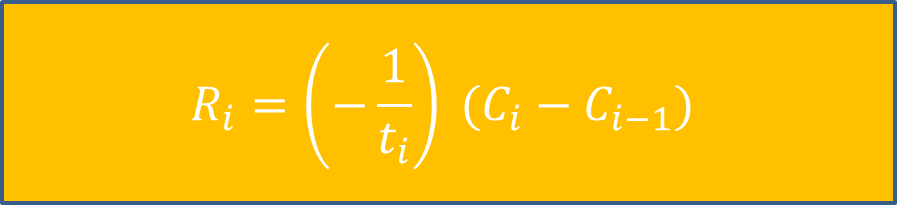 R_i = (− 1/t_i) (C_i − C_{i−1})